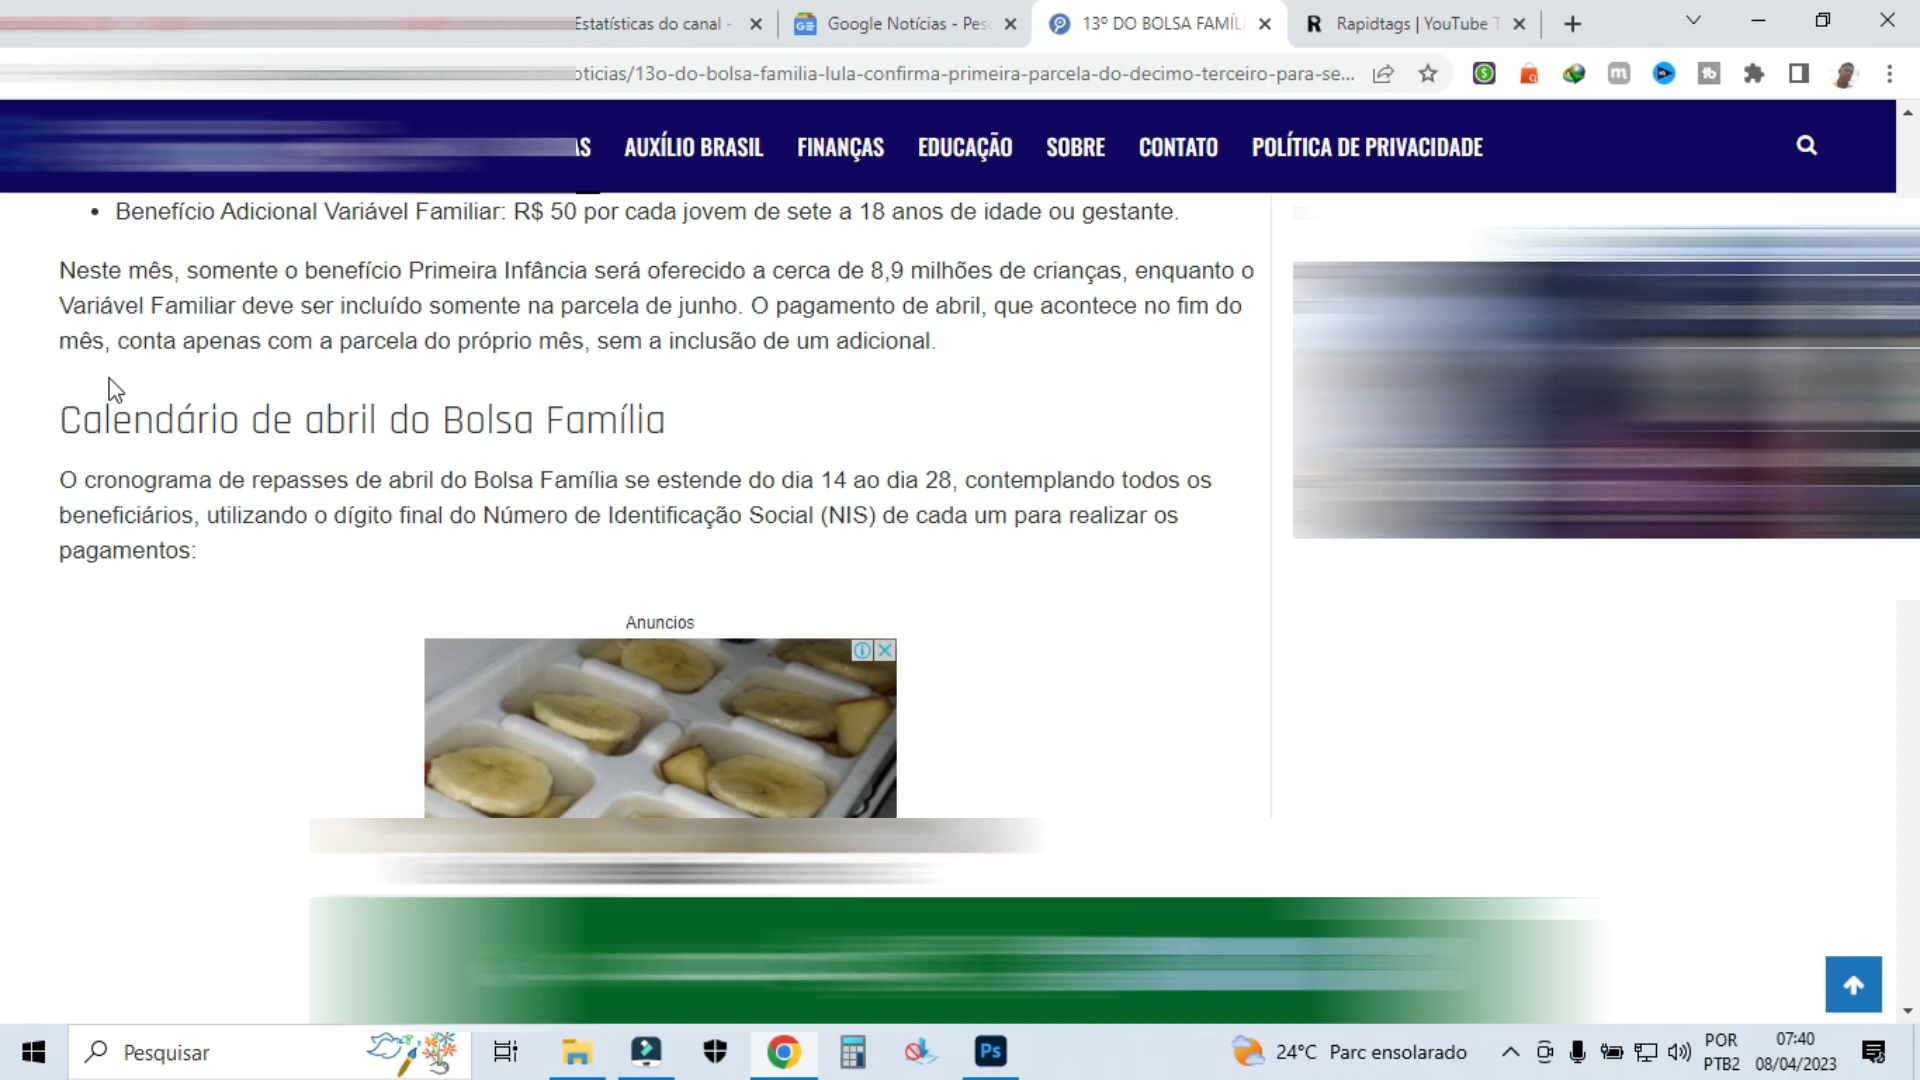 Estatísticas do canal -
Google Notícias - Pes
13º DO BOLSA FAMÍL
Rapidtags | YouTube T
oticias/13o-do-bolsa-familia-lula-confirma-primeira-parcela-do-decimo-terceiro-para-se...
AS AUXÍLIO BRASIL FINANÇAS EDUCAÇÃO SOBRE CONTATO POLÍTICA DE PRIVACIDADE
• Benefício Adicional Variável Familiar: R$ 50 por cada jovem de sete a 18 anos de idade ou gestante.
Neste mês, somente o benefício Primeira Infância será oferecido a cerca de 8,9 milhões de crianças, enquanto o
Variável Familiar deve ser incluído somente na parcela de junho. O pagamento de abril, que acontece no fim do
mês, conta apenas com a parcela do próprio mês, sem a inclusão de um adicional.
Calendário de abril do Bolsa Família
O cronograma de repasses de abril do Bolsa Família se estende do dia 14 ao dia 28, contemplando todos os
beneficiários, utilizando o dígito final do Número de Identificação Social (NIS) de cada um para realizar os
pagamentos:
Anuncios
Pesquisar
Ps
24°C Parc ensolarado
POR
PTB2
07:40
08/04/2023